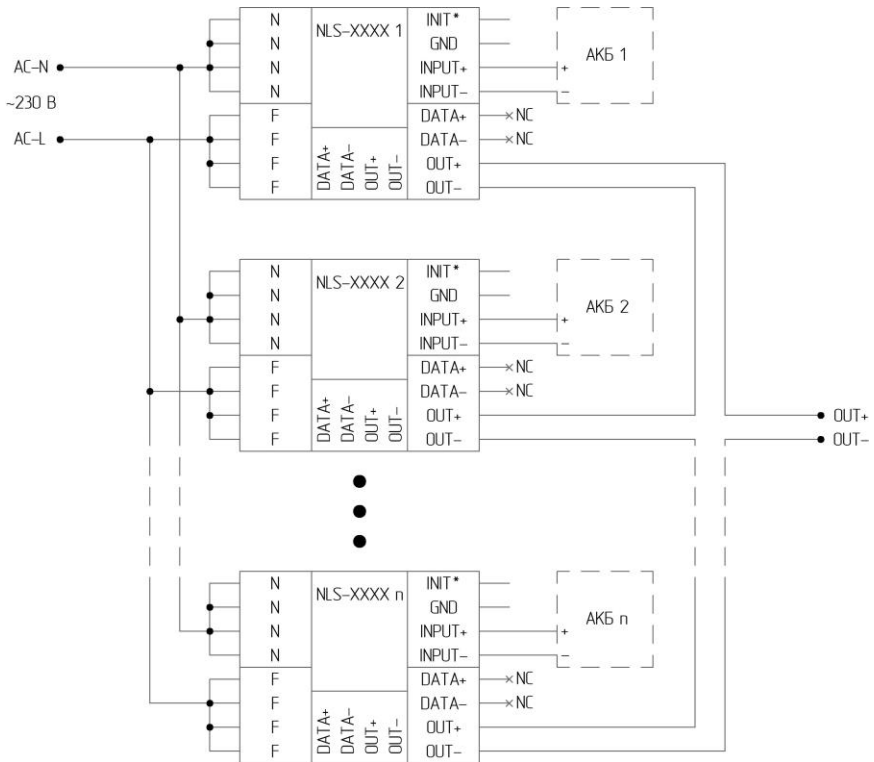 AC-N
~230 В
AC-L
N
N
N
N
F
F
F
F
NLS-XXXX 1
DATA+
DATA-
OUT+
OUT-
INIT*
GND
INPUT+
INPUT-
DATA+
DATA-
OUT+
OUT-
NC
NC
АКБ 1
+
-
N
N
N
N
F
F
F
F
NLS-XXXX 2
DATA+
DATA-
OUT+
OUT-
INIT*
GND
INPUT+
INPUT-
DATA+
DATA-
OUT+
OUT-
NC
NC
АКБ 2
+
-
OUT+
OUT-
N
N
N
N
F
F
F
F
NLS-XXXX n
DATA+
DATA-
OUT+
OUT-
INIT*
GND
INPUT+
INPUT-
DATA+
DATA-
OUT+
OUT-
NC
NC
АКБ n
+
-